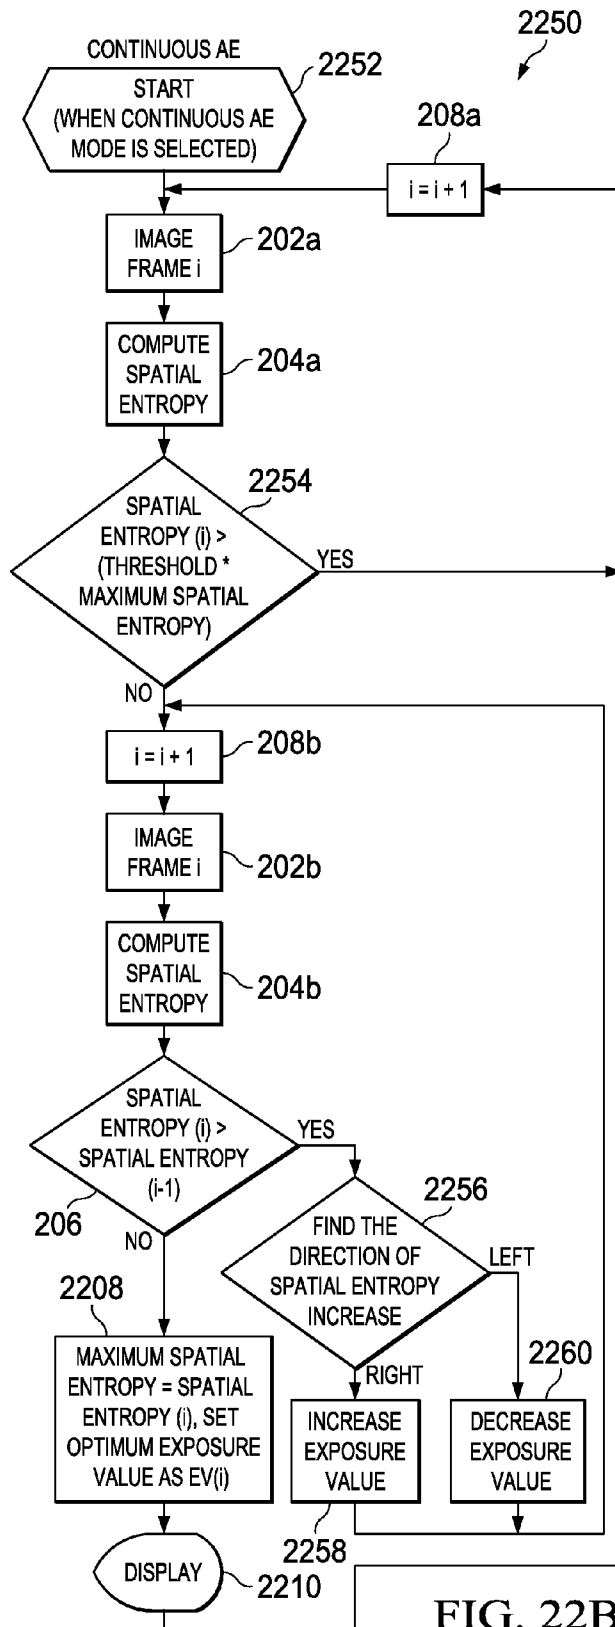 CONTINUOUS AE
2250
2252
START
(WHEN CONTINUOUS AE
MODE IS SELECTED)
208a
i = i + 1
IMAGE
FRAME i
202a
COMPUTE
SPATIAL
ENTROPY
204a
2254
SPATIAL
ENTROPY (i) >
(THRESHOLD *
MAXIMUM SPATIAL
ENTROPY)
YES
NO
i = i + 1
208b
IMAGE
FRAME i
202b
COMPUTE
SPATIAL
ENTROPY
204b
SPATIAL
ENTROPY (i) >
SPATIAL ENTROPY
(i-1)
YES
206
NO
2256
FIND THE
DIRECTION OF
SPATIAL ENTROPY
INCREASE
LEFT
RIGHT
2208
MAXIMUM SPATIAL
ENTROPY = SPATIAL
ENTROPY (i), SET
OPTIMUM EXPOSURE
VALUE AS EV(i)
INCREASE
EXPOSURE
VALUE
2258
2260
DECREASE
EXPOSURE
VALUE
DISPLAY
2210
FIG. 22B